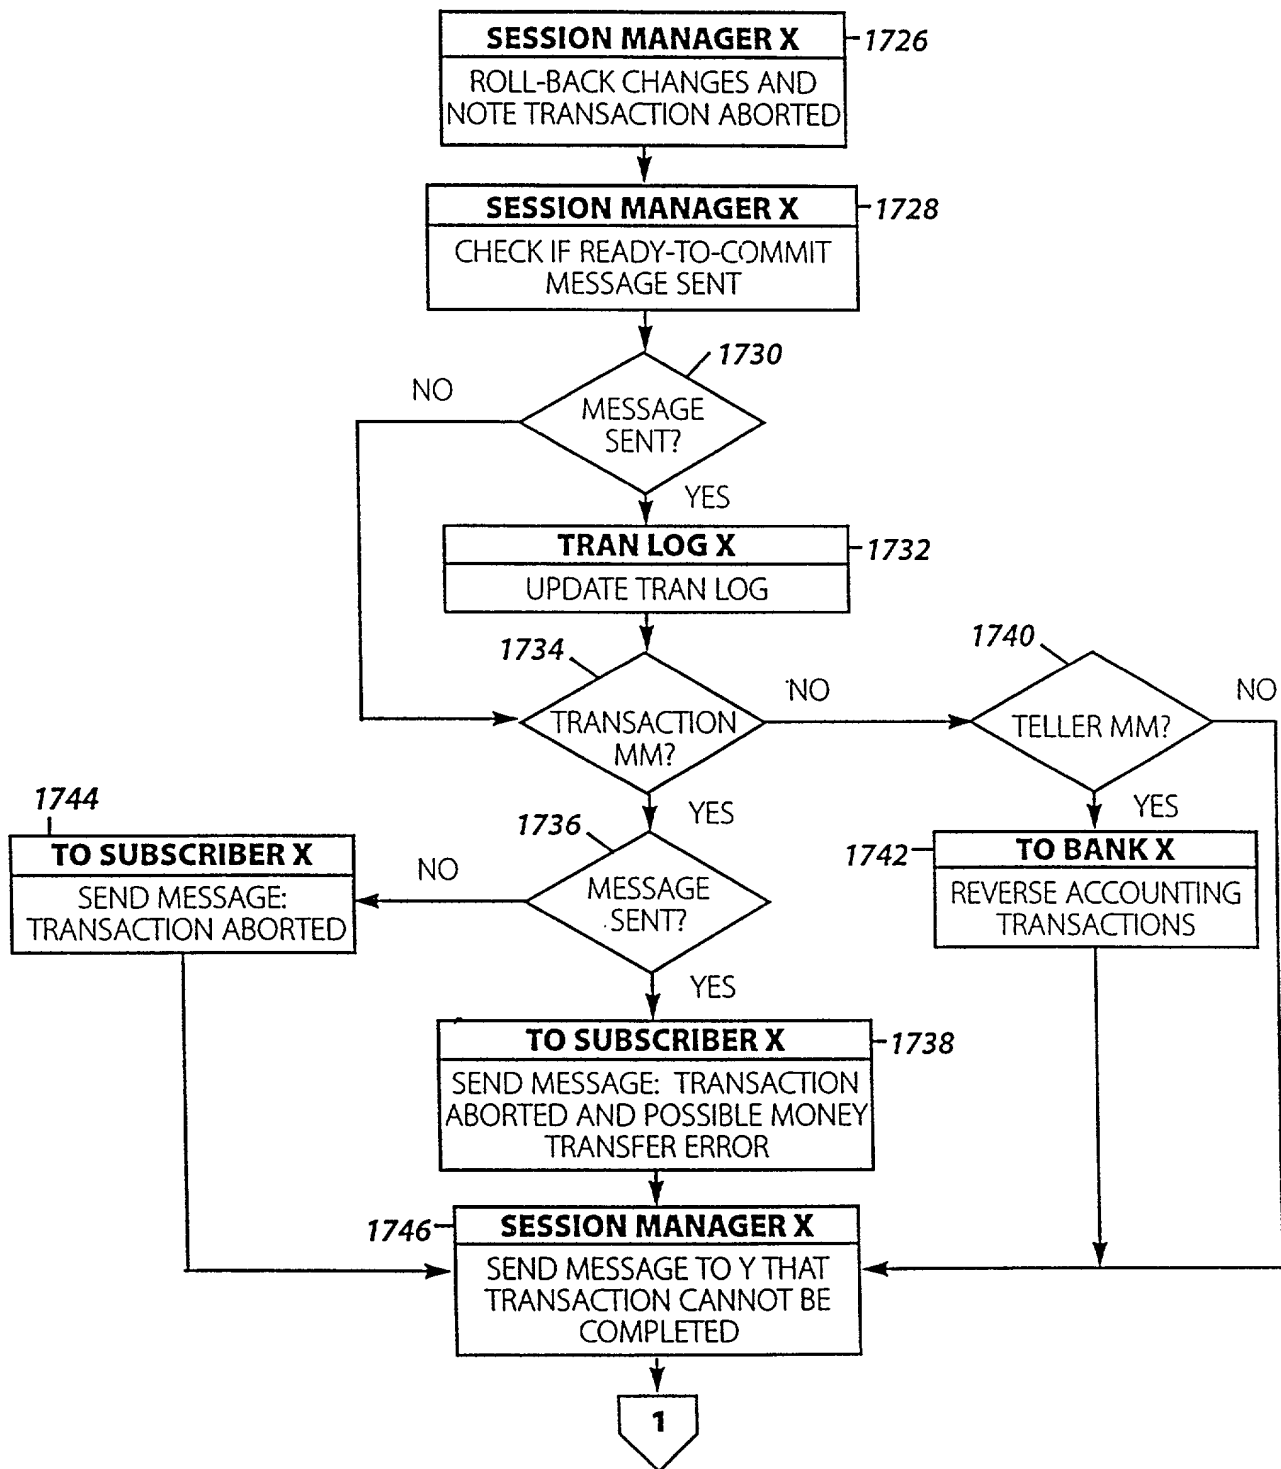 SESSION MANAGER X
1726
ROLL-BACK CHANGES AND
NOTE TRANSACTION ABORTED
SESSION MANAGER X
1728
CHECK IF READY-TO-COMMIT
MESSAGE SENT
1730
NO
MESSAGE
SENT?
YES
TRAN LOG X
1732
UPDATE TRAN LOG
1734
1740
NO
NO
TRANSACTION
MM?
TELLER MM?
1744
YES
YES
1736
TO SUBSCRIBER X
1742
TO BANK X
NO
SEND MESSAGE:
TRANSACTION ABORTED
MESSAGE
SENT?
REVERSE ACCOUNTING
TRANSACTIONS
YES
TO SUBSCRIBER X
1738
SEND MESSAGE: TRANSACTION
ABORTED AND POSSIBLE MONEY
TRANSFER ERROR
1746
SESSION MANAGER X
SEND MESSAGE TO Y THAT
TRANSACTION CANNOT BE
COMPLETED
1